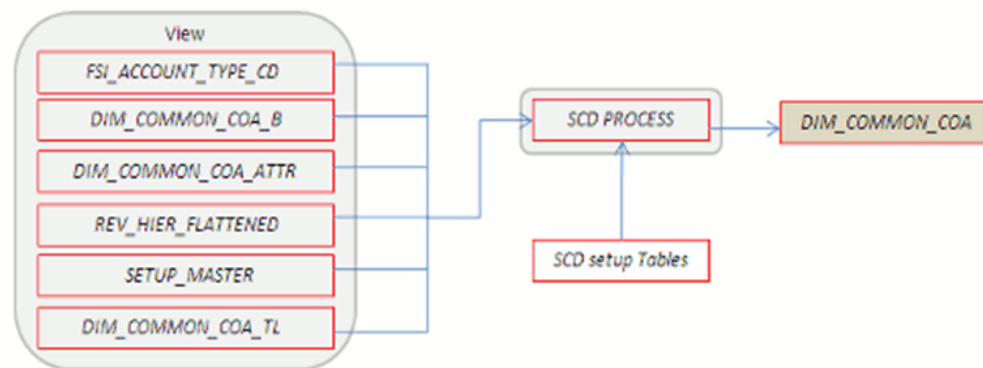 View
FSI_ACCOUNT_TYPE_CD
DIM_COMMON_COA_B
DIM_COMMON_COA_ATTR
REV_HIER_FLATTENED
SETUP_MASTER
DIM_COMMON_COA_TL
SCD PROCESS
SCD setup Tables
DIM_COMMON_COA